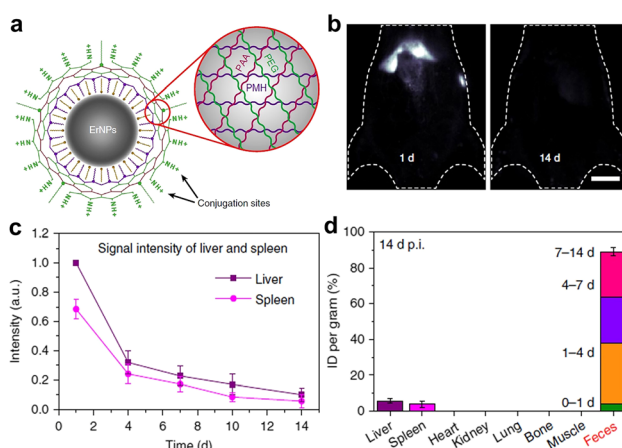 a
ErNPs
HN+
NH+
PAA
PEG
PMH
Conjugation sites
b
1 d
14 d
c
Signal intensity of liver and spleen
Liver
Spleen
Intensity (a.u.)
1.2
1.0
0.8
0.6
0.4
0.2
0.0
0 2 4 6 8 10 12 14
Time (d)
d
14 d p.i.
ID per gram (%)
100
80
60
40
20
0
7–14 d
4–7 d
1–4 d
0–1 d
Liver
Spleen
Heart
Kidney
Lung
Bone
Muscle
Feces